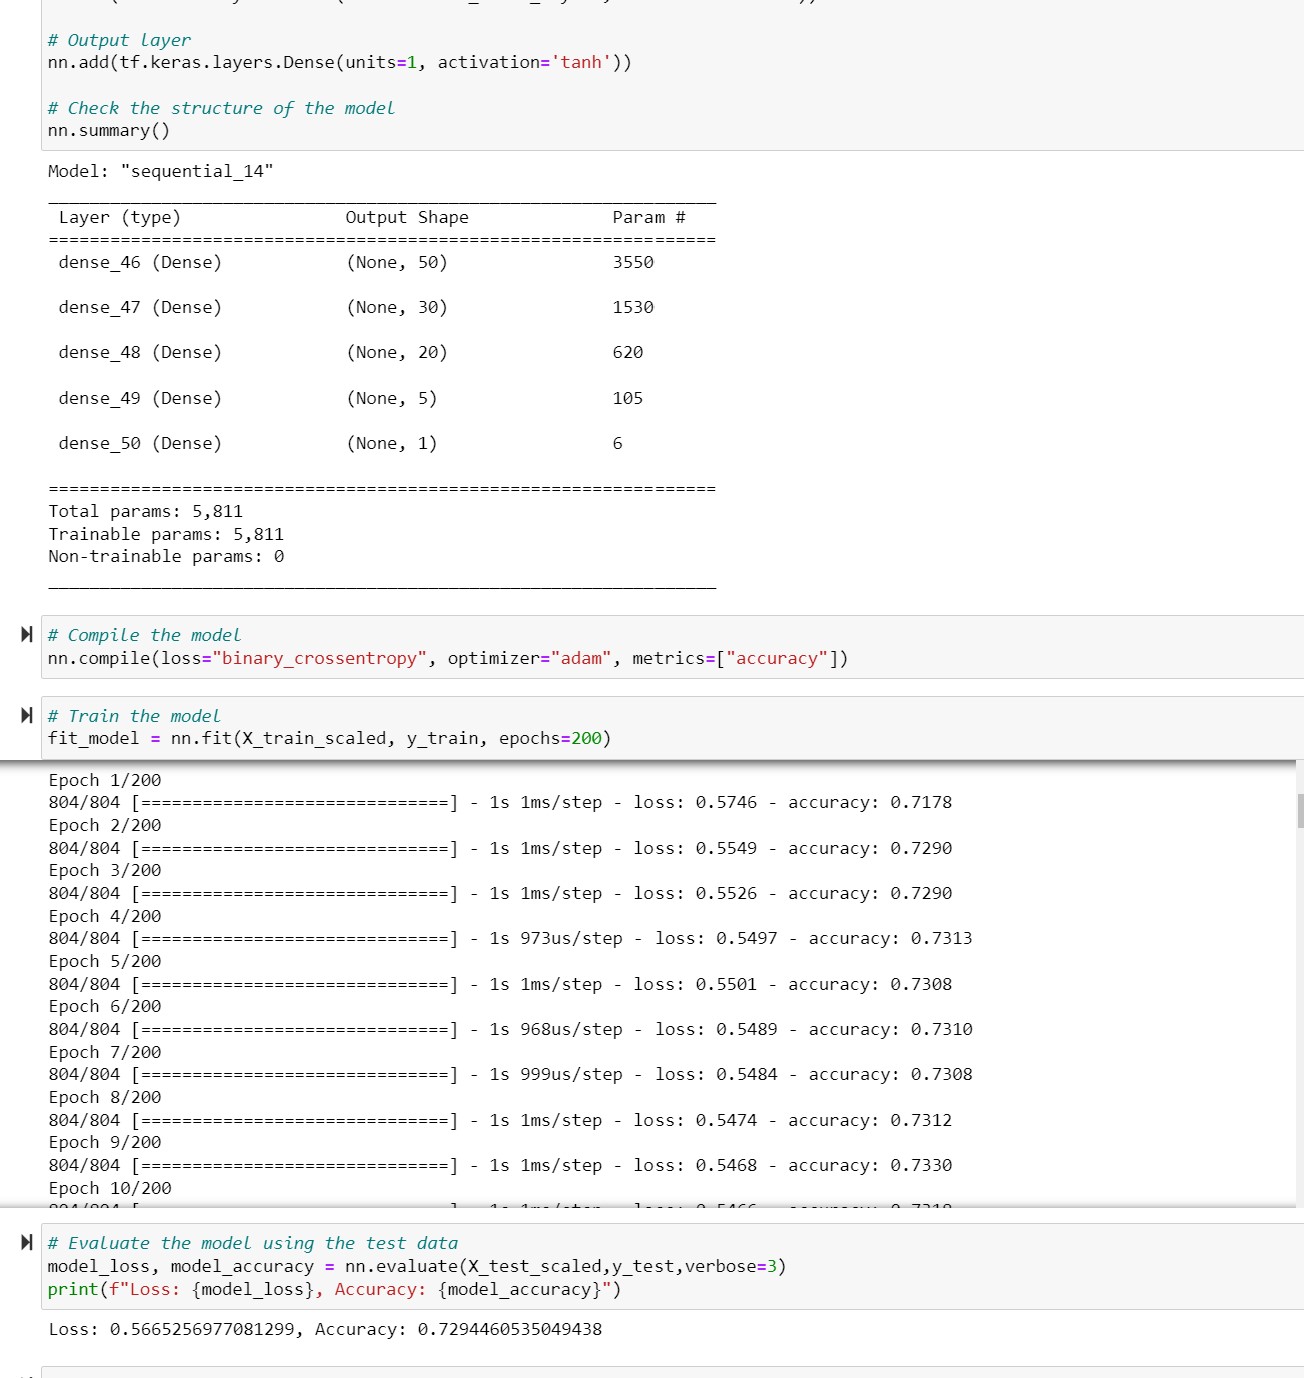 # Output layer
nn.add(tf.keras.layers.Dense(units=1, activation='tanh'))
# Check the structure of the model
nn.summary()
Model: "sequential_14"
Layer (type) Output Shape Param #
=================================================================
dense_46 (Dense) (None, 50) 3550
dense_47 (Dense) (None, 30) 1530
dense_48 (Dense) (None, 20) 620
dense_49 (Dense) (None, 5) 105
dense_50 (Dense) (None, 1) 6
=================================================================
Total params: 5,811
Trainable params: 5,811
Non-trainable params: 0
# Compile the model
nn.compile(loss="binary_crossentropy", optimizer="adam", metrics=["accuracy"])
# Train the model
fit_model = nn.fit(X_train_scaled, y_train, epochs=200)
Epoch 1/200
804/804 [==============================] - 1s 1ms/step - loss: 0.5746 - accuracy: 0.7178
Epoch 2/200
804/804 [==============================] - 1s 1ms/step - loss: 0.5549 - accuracy: 0.7290
Epoch 3/200
804/804 [==============================] - 1s 1ms/step - loss: 0.5526 - accuracy: 0.7290
Epoch 4/200
804/804 [==============================] - 1s 973us/step - loss: 0.5497 - accuracy: 0.7313
Epoch 5/200
804/804 [==============================] - 1s 1ms/step - loss: 0.5501 - accuracy: 0.7308
Epoch 6/200
804/804 [==============================] - 1s 968us/step - loss: 0.5489 - accuracy: 0.7310
Epoch 7/200
804/804 [==============================] - 1s 999us/step - loss: 0.5484 - accuracy: 0.7308
Epoch 8/200
804/804 [==============================] - 1s 1ms/step - loss: 0.5474 - accuracy: 0.7312
Epoch 9/200
804/804 [==============================] - 1s 1ms/step - loss: 0.5468 - accuracy: 0.7330
Epoch 10/200
# Evaluate the model using the test data
model_loss, model_accuracy = nn.evaluate(X_test_scaled,y_test,verbose=3)
print(f"Loss: {model_loss}, Accuracy: {model_accuracy}")
Loss: 0.5665256977081299, Accuracy: 0.7294460535049438